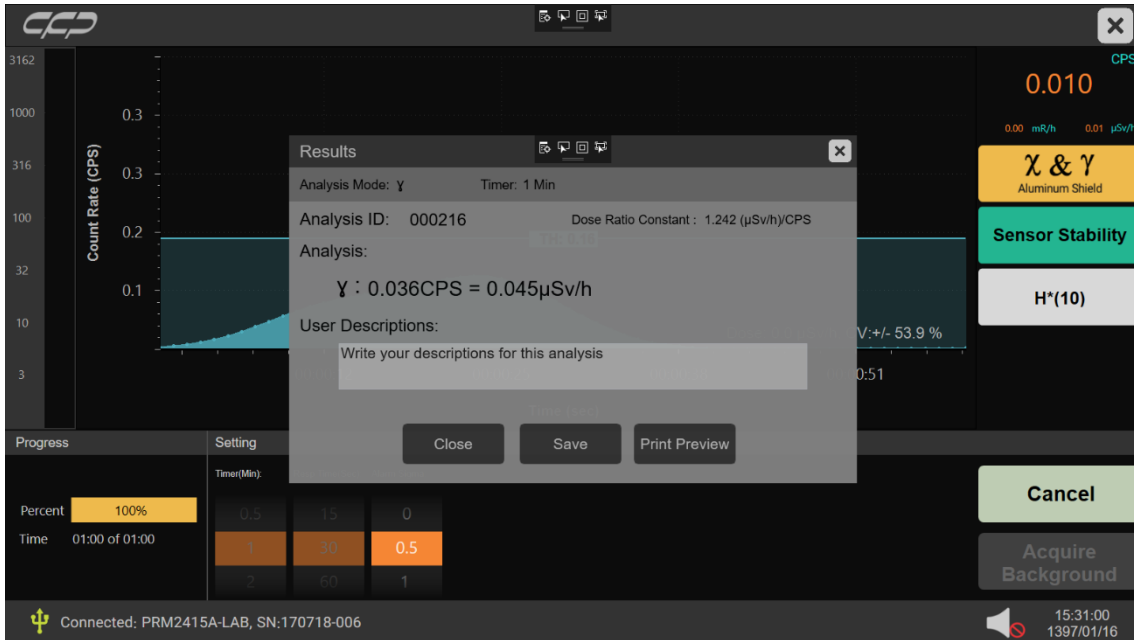 CCP
3162
1000
316
100
32
10
3
Count Rate (CPS)
0.3
0.3
0.2
0.1
V:+/- 53.9 %
0:51
CPS
0.010
0.00 mR/h 0.01 µSv/h
χ & γ
Aluminum Shield
Sensor Stability
H*(10)
Results
Analysis Mode: γ Timer: 1 Min
Analysis ID: 000216 Dose Ratio Constant : 1.242 (µSv/h)/CPS
Analysis:
γ : 0.036CPS = 0.045µSv/h
User Descriptions:
Write your descriptions for this analysis
Close Save Print Preview
Progress
Percent 100%
Time 01:00 of 01:00
Setting
Timer(Min):
0.5 15 0
1 30 0.5
2 60 1
Cancel
Acquire
Background
Connected: PRM2415A-LAB, SN:170718-006
15:31:00
1397/01/16